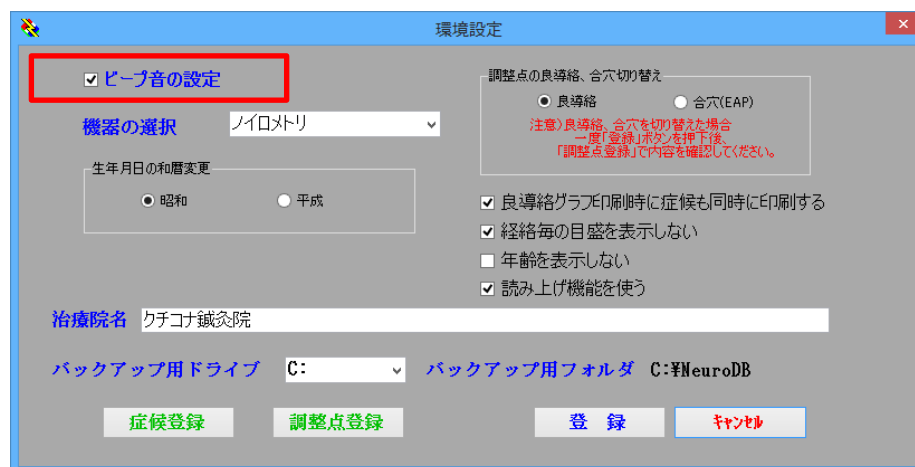 環境設定
ビープ音の設定
機器の選択 ノイロメトリ
生年月日の和暦変更
昭和 平成
調整点の良導絡、合穴切り替え
良導絡 合穴(EAP)
注意)良導絡、合穴を切り替えた場合
一度「登録」ボタンを押下後、
「調整点登録」で内容を確認してください。
良導絡グラフ印刷時に症候も同時に印刷する
経絡毎の目盛を表示しない
年齢を表示しない
読み上げ機能を使う
治療院名 クチコナ鍼灸院
バックアップ用ドライブ C: バックアップ用フォルダ C:¥NeuroDB
症候登録 調整点登録 登 録 ｷｬﾝｾﾙ